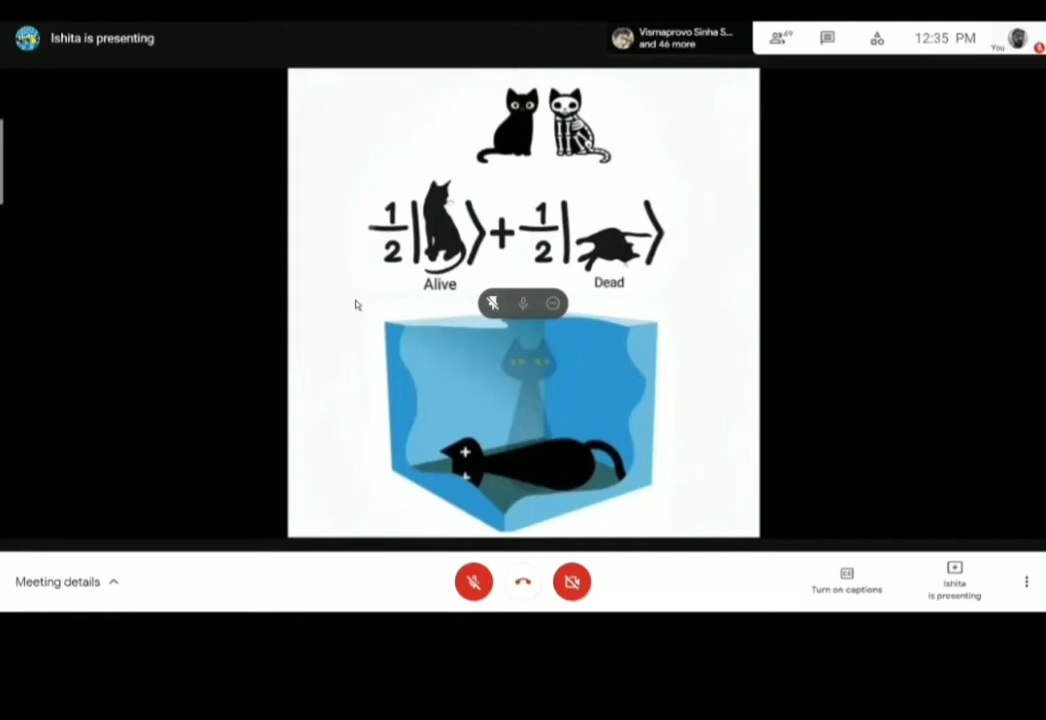 Ishita is presenting
Vismaprovo Sinha S...
and 46 more
49
12:35 PM
You
1/2|⟩+1/2|⟩
Alive
Dead
Meeting details
Turn on captions
Ishita
is presenting